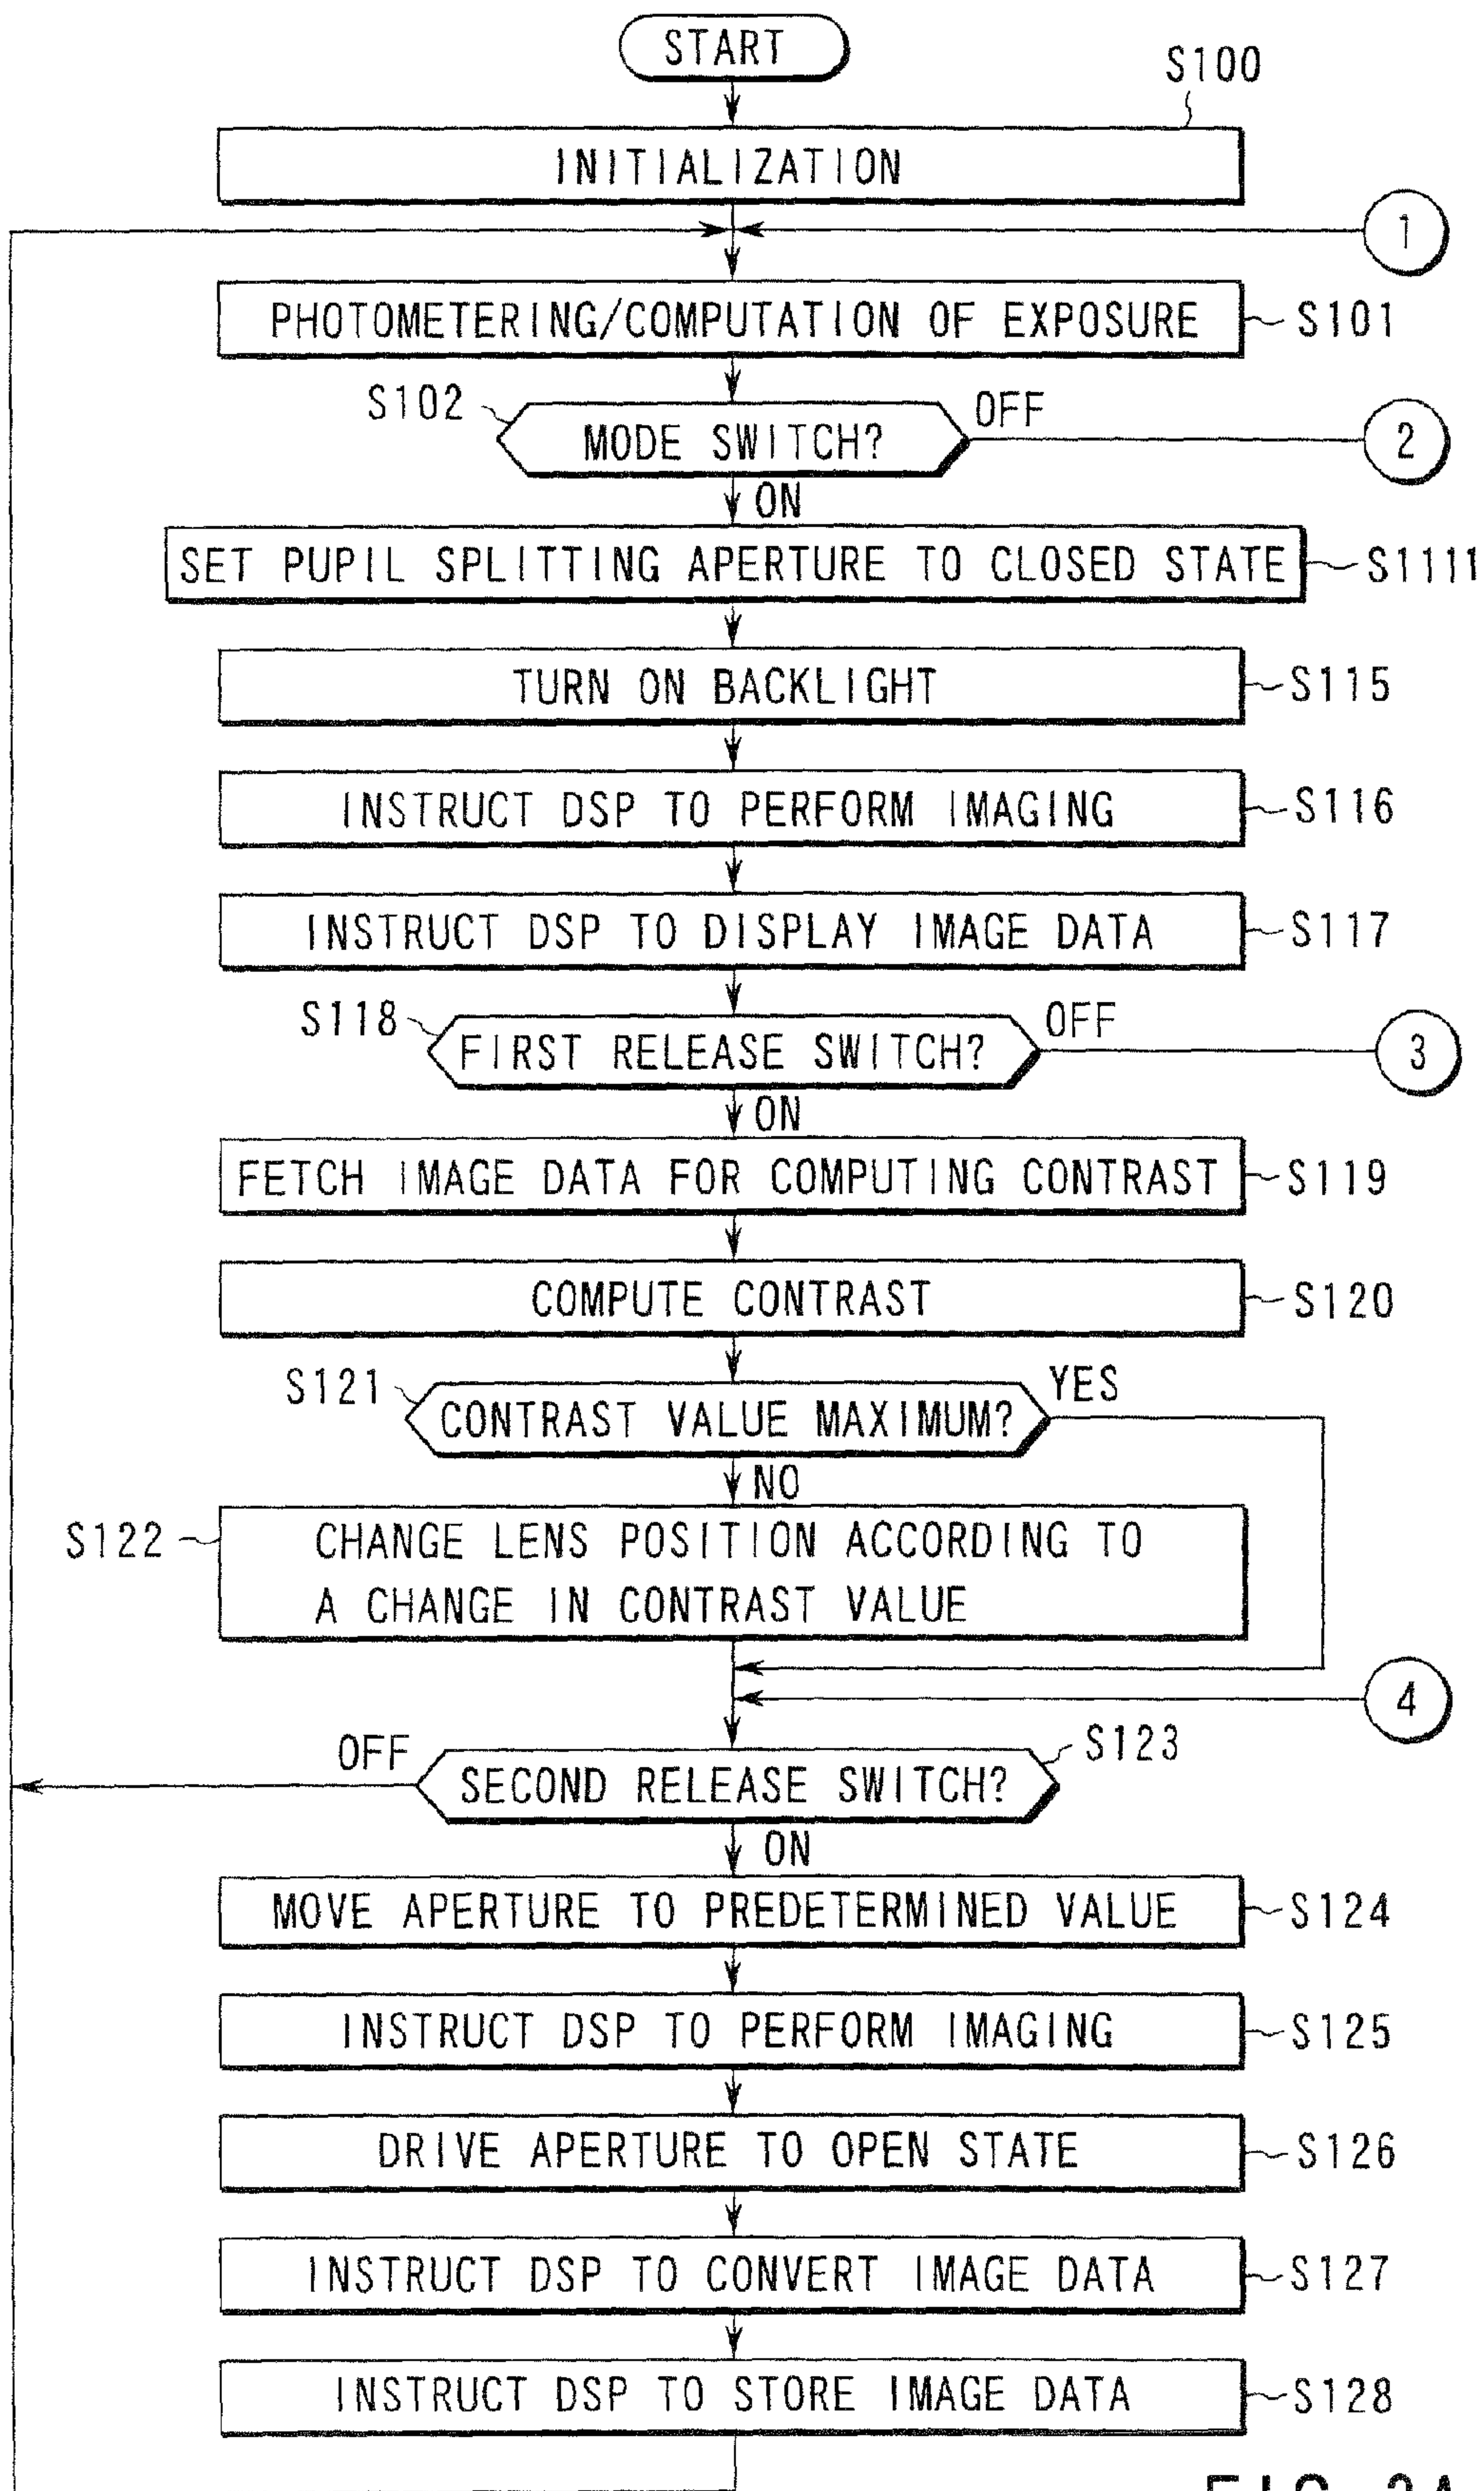 START
S100
INITIALIZATION
1
PHOTOMETERING/COMPUTATION OF EXPOSURE
S101
S102
MODE SWITCH?
OFF
2
ON
SET PUPIL SPLITTING APERTURE TO CLOSED STATE
S1111
TURN ON BACKLIGHT
S115
INSTRUCT DSP TO PERFORM IMAGING
S116
INSTRUCT DSP TO DISPLAY IMAGE DATA
S117
S118
FIRST RELEASE SWITCH?
OFF
3
ON
FETCH IMAGE DATA FOR COMPUTING CONTRAST
S119
COMPUTE CONTRAST
S120
S121
CONTRAST VALUE MAXIMUM?
YES
NO
S122
CHANGE LENS POSITION ACCORDING TO
A CHANGE IN CONTRAST VALUE
4
OFF
SECOND RELEASE SWITCH?
S123
ON
MOVE APERTURE TO PREDETERMINED VALUE
S124
INSTRUCT DSP TO PERFORM IMAGING
S125
DRIVE APERTURE TO OPEN STATE
S126
INSTRUCT DSP TO CONVERT IMAGE DATA
S127
INSTRUCT DSP TO STORE IMAGE DATA
S128